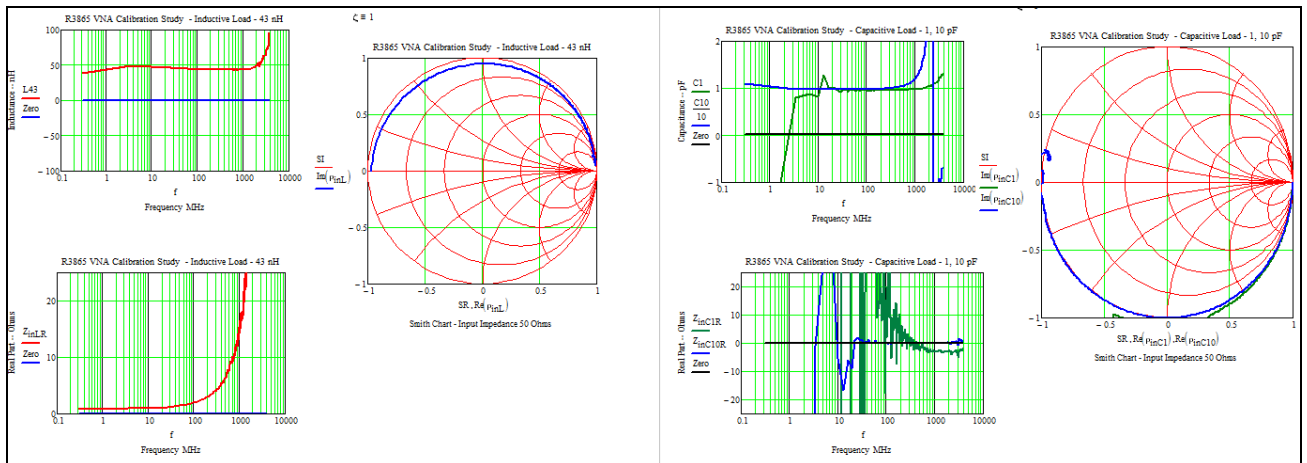 ζ ≡ 1
R3865 VNA Calibration Study - Inductive Load - 43 nH
Inductance -- nH
100
50
0
−50
−100
L43
Zero
0.1 1 10 100 1000 10000
f
Frequency MHz
R3865 VNA Calibration Study - Inductive Load - 43 nH
1
0.5
0
−0.5
−1
SI
Im(ρinL)
−1 −0.5 0 0.5 1
SR, Re(ρinL)
Smith Chart - Input Impedance 50 Ohms
R3865 VNA Calibration Study - Inductive Load - 43 nH
Real Part -- Ohms
20
10
0
ZinLR
Zero
0.1 1 10 100 1000 10000
f
Frequency MHz
R3865 VNA Calibration Study - Capacitive Load - 1, 10 pF
Capacitance -- pF
2
1
0
−1
C1
C10
10
Zero
0.1 1 10 100 1000 10000
f
Frequency MHz
R3865 VNA Calibration Study - Capacitive Load - 1, 10 pF
1
0.5
0
−0.5
−1
SI
Im(ρinC1)
Im(ρinC10)
−1 −0.5 0 0.5 1
SR, Re(ρinC1), Re(ρinC10)
Smith Chart - Input Impedance 50 Ohms
R3865 VNA Calibration Study - Capacitive Load - 1, 10 pF
Real Part -- Ohms
20
10
0
−10
−20
ZinC1R
ZinC10R
Zero
0.1 1 10 100 1000 10000
f
Frequency MHz